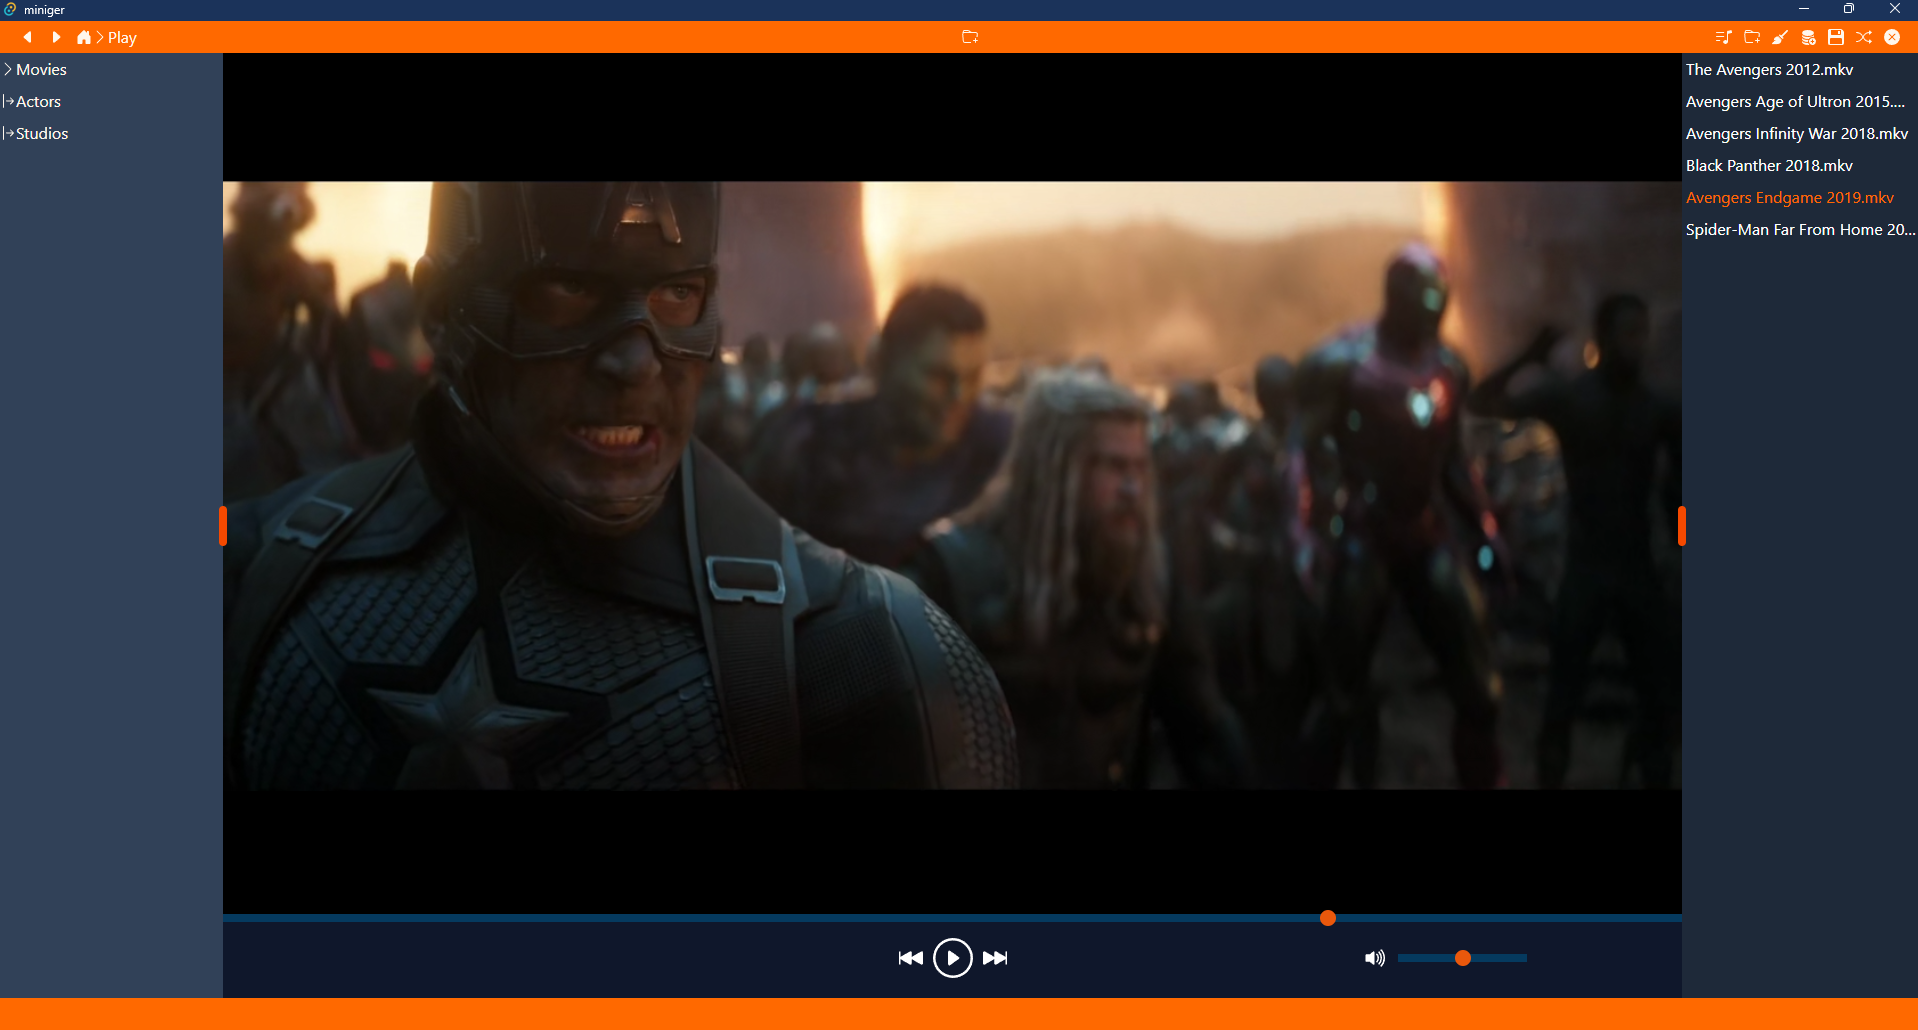 miniger
Play
Movies
Actors
Studios
The Avengers 2012.mkv
Avengers Age of Ultron 2015....
Avengers Infinity War 2018.mkv
Black Panther 2018.mkv
Avengers Endgame 2019.mkv
Spider-Man Far From Home 20...
A